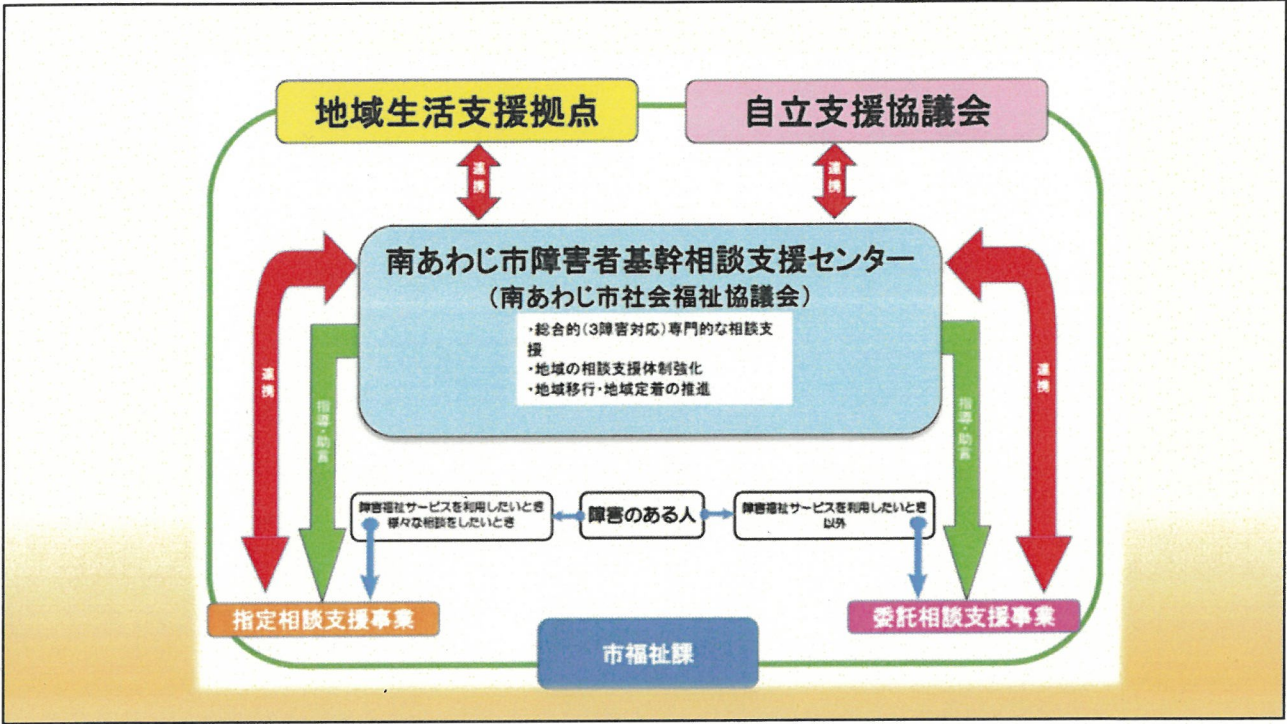 地域生活支援拠点
自立支援協議会
連携
連携
南あわじ市障害者基幹相談支援センター
(南あわじ市社会福祉協議会)
・総合的(3障害対応)専門的な相談支
援
・地域の相談支援体制強化
・地域移行・地域定着の推進
連携
指導・助言
指導・助言
連携
障害福祉サービスを利用したいとき
様々な相談をしたいとき
障害のある人
障害福祉サービスを利用したいとき
以外
指定相談支援事業
委託相談支援事業
市福祉課